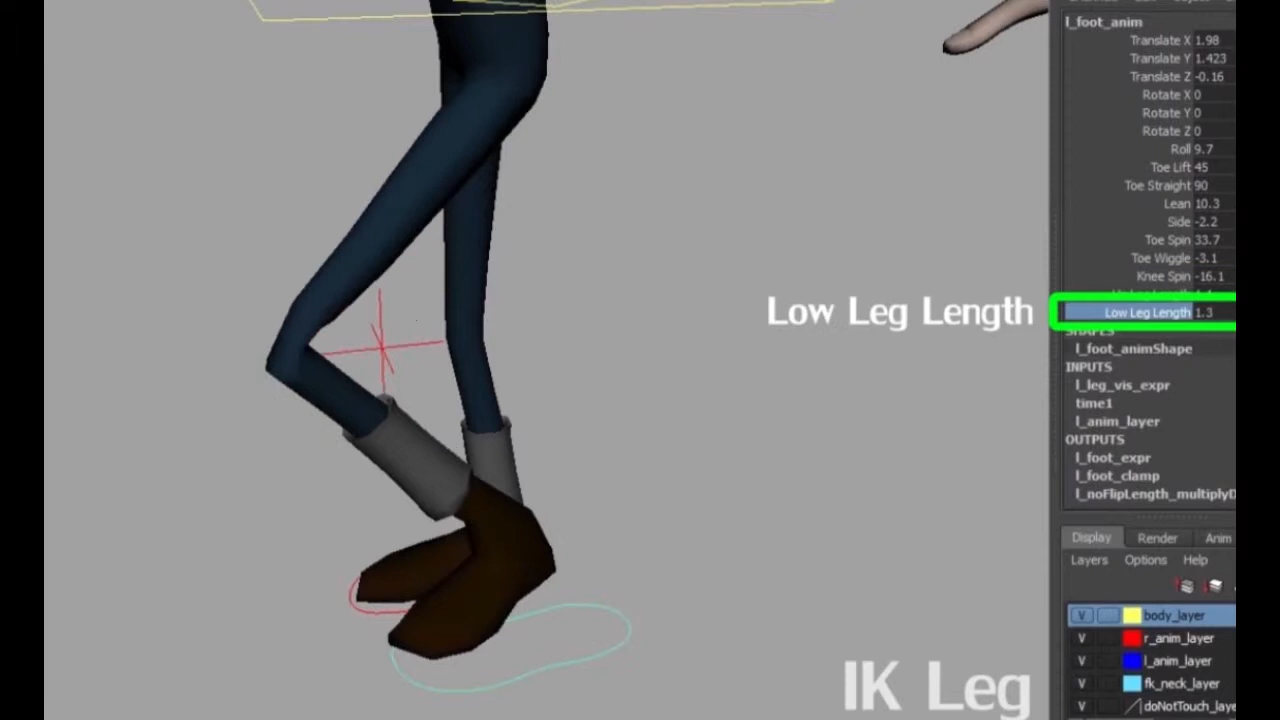 l_foot_anim
Translate X 1.98
Translate Y 1.423
Translate Z -0.16
Rotate X 0
Rotate Y 0
Rotate Z 0
Roll 9.7
Toe Lift 45
Toe Straight 90
Lean 10.3
Side -2.2
Toe Spin 33.7
Toe Wiggle -3.1
Knee Spin -16.1
Low Leg Length
Low Leg Length 1.3
SHAPES
l_foot_animShape
INPUTS
l_leg_vis_expr
time1
l_anim_layer
OUTPUTS
l_foot_expr
l_foot_clamp
l_noFlipLength_multiplyD
Display Render Anim
Layers Options Help
V body_layer
V r_anim_layer
V l_anim_layer
V fk_neck_layer
V doNotTouch_laye
IK Leg